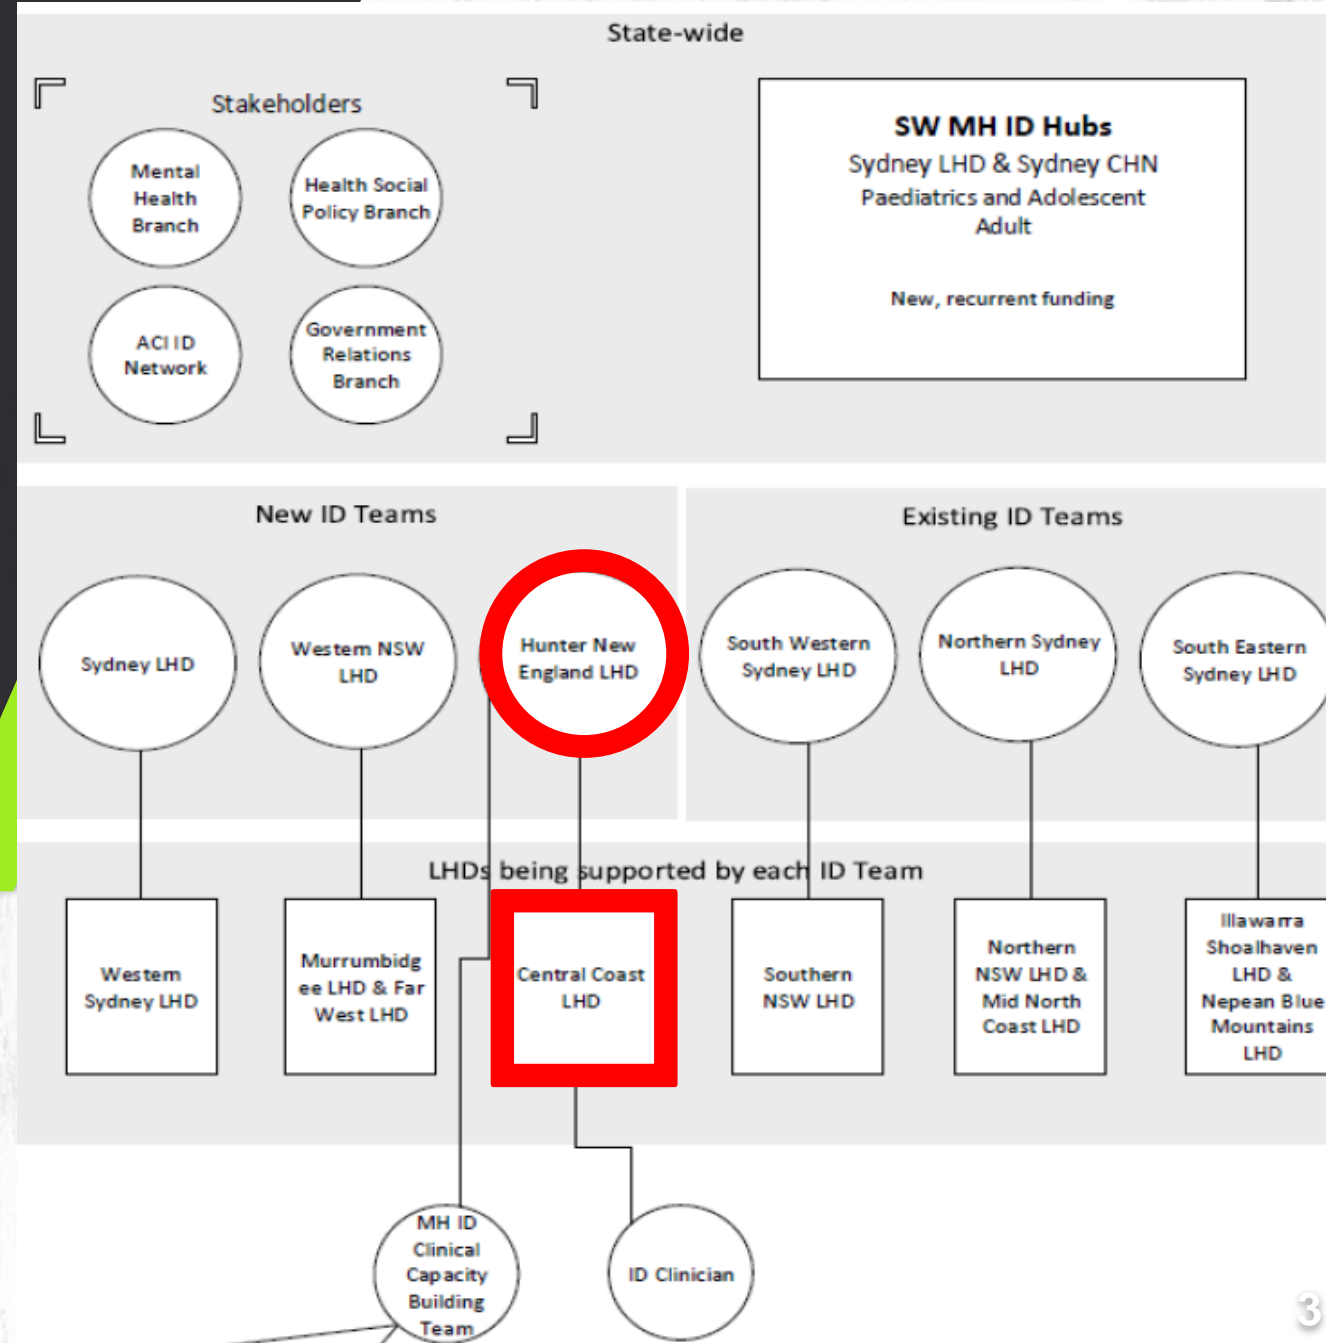 State-wide
Stakeholders
Mental
Health
Branch
Health Social
Policy Branch
ACI ID
Network
Government
Relations
Branch
SW MH ID Hubs
Sydney LHD & Sydney CHN
Paediatrics and Adolescent
Adult
New, recurrent funding
New ID Teams
Existing ID Teams
Sydney LHD
Western NSW
LHD
Hunter New
England LHD
South Western
Sydney LHD
Northern Sydney
LHD
South Eastern
Sydney LHD
LHDs being supported by each ID Team
Western
Sydney LHD
Murrumbidg
ee LHD & Far
West LHD
Central Coast
LHD
Southern
NSW LHD
Northern
NSW LHD &
Mid North
Coast LHD
Illawarra
Shoalhaven
LHD &
Nepean Blue
Mountains
LHD
MH ID
Clinical
Capacity
Building
Team
ID Clinician
3